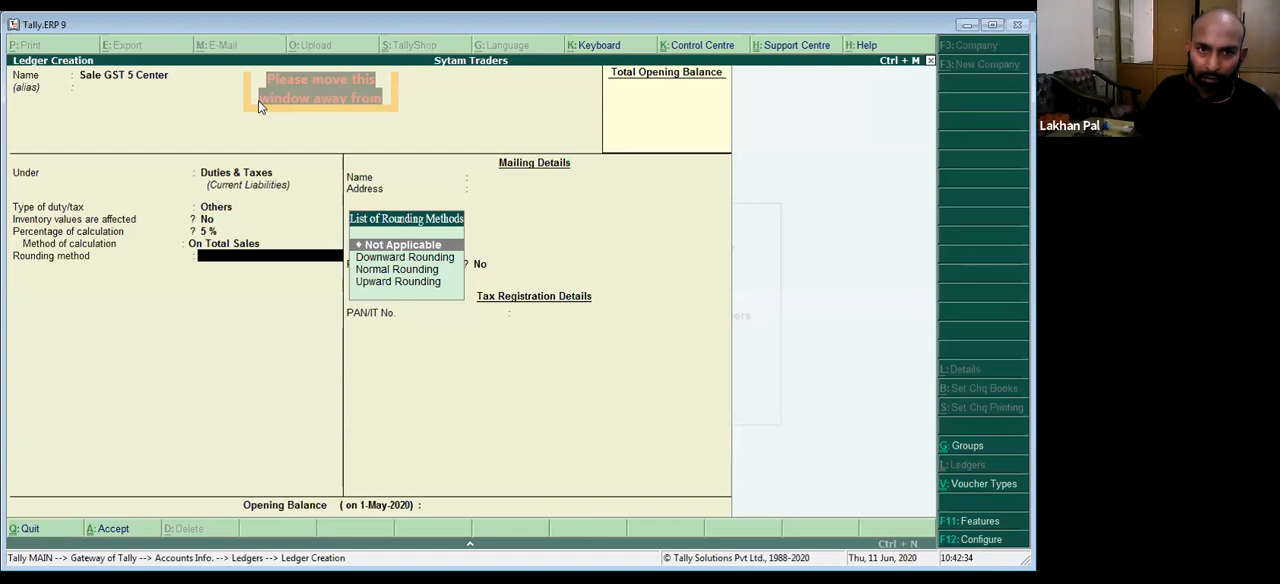 Tally.ERP 9
P: Print
E: Export
M: E-Mail
O: Upload
S: TallyShop
G: Language
K: Keyboard
K: Control Centre
H: Support Centre
H: Help
F3: Company
F3: New Company
Ledger Creation
Sytam Traders
Ctrl + M
Name : Sale GST 5 Center
(alias) :
Please move this
window away from
Total Opening Balance
Lakhan Pal
Under : Duties & Taxes
(Current Liabilities)
Type of duty/tax : Others
Inventory values are affected ? No
Percentage of calculation ? 5 %
Method of calculation : On Total Sales
Rounding method :
Mailing Details
Name :
Address :
List of Rounding Methods
♦ Not Applicable
Downward Rounding
Normal Rounding
Upward Rounding
? No
Tax Registration Details
PAN/IT No. :
L: Details
B: Set Chq Books
S: Set Chq Printing
G: Groups
L: Ledgers
V: Voucher Types
F11: Features
F12: Configure
Opening Balance ( on 1-May-2020) :
Q: Quit
A: Accept
D: Delete
Ctrl + N
Tally MAIN --> Gateway of Tally --> Accounts Info. --> Ledgers --> Ledger Creation
© Tally Solutions Pvt Ltd., 1988-2020
Thu, 11 Jun, 2020
10:42:34